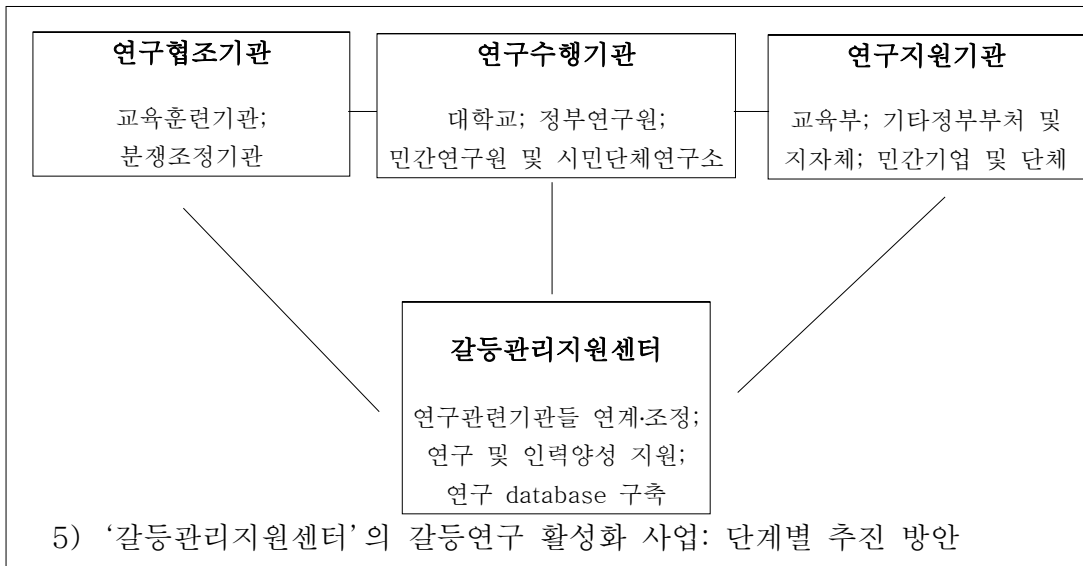 연구협조기관
교육훈련기관;
분쟁조정기관
연구수행기관
대학교; 정부연구원;
민간연구원 및 시민단체연구소
연구지원기관
교육부; 기타정부부처 및
지자체; 민간기업 및 단체
갈등관리지원센터
연구관련기관들 연계·조정;
연구 및 인력양성 지원;
연구 database 구축
5) ‘갈등관리지원센터’의 갈등연구 활성화 사업: 단계별 추진 방안